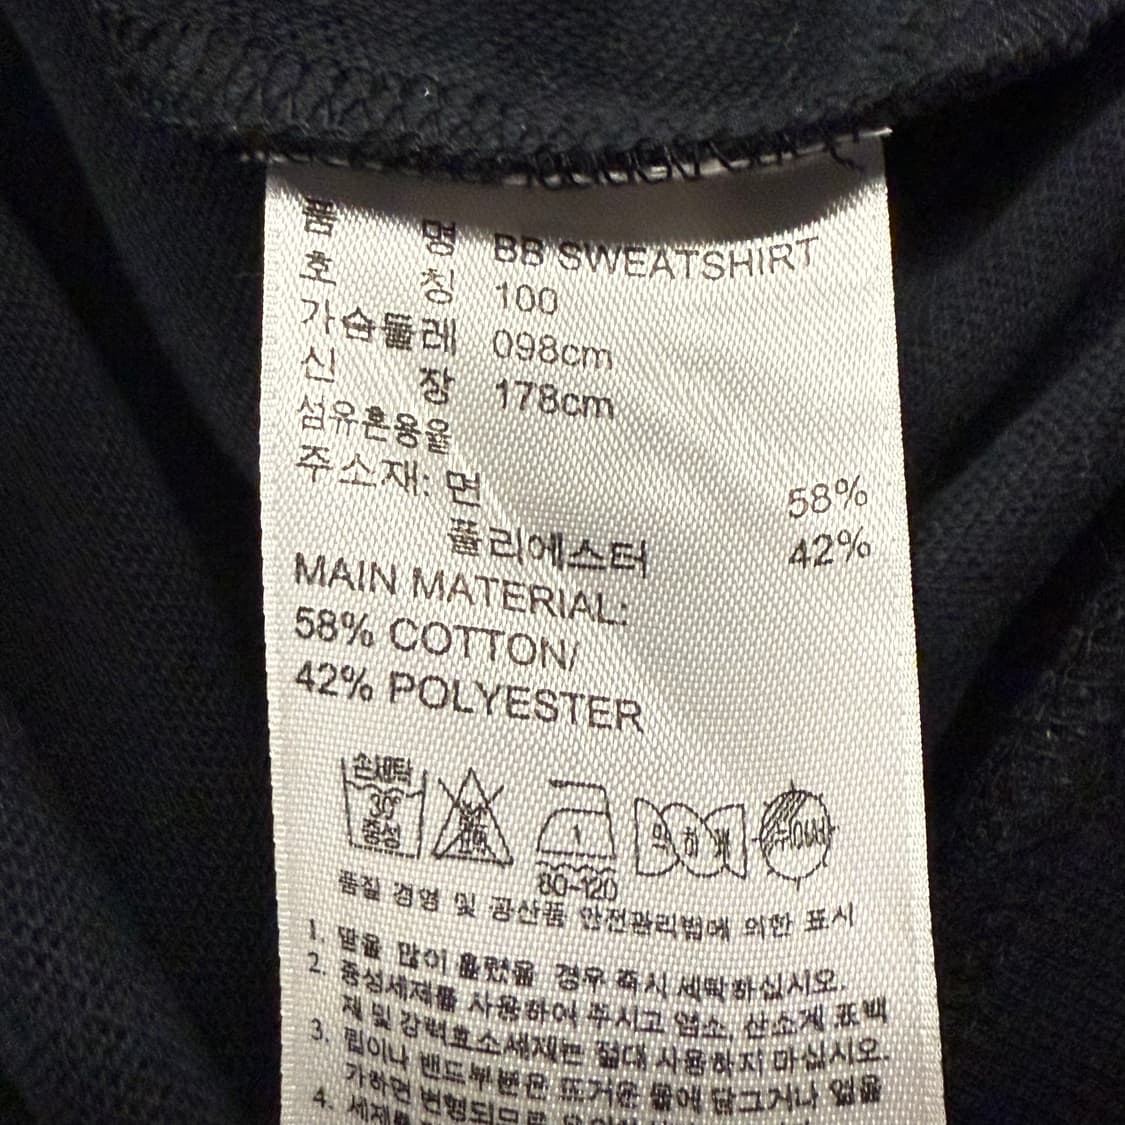 품 명 BB SWEATSHIRT
호 칭 100
가슴둘레 098cm
신 장 178cm
섬유혼용율
주소재: 면 58%
폴리에스터 42%
MAIN MATERIAL:
58% COTTON/
42% POLYESTER
손세탁
30°
중성
약하게
80~120
품질 경영 및 공산품 안전관리법에 의한 표시
1. 땀을 많이 흘렸을 경우 즉시 세탁하십시오.
2. 중성세제를 사용하여 주시고 염소, 산소계 표백
제 및 강력효소세제는 절대 사용하지 마십시오.
3. 립이나 밴드부분은 뜨거운 물에 담그거나 열을
가하면 변형되므로
4. 세제를